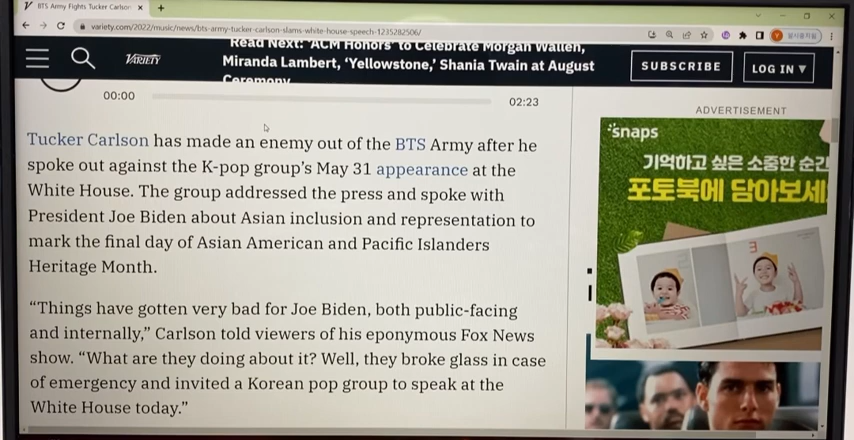 BTS Army Fights Tucker Carlson
variety.com/2022/music/news/bts-army-tucker-carlson-slams-white-house-speech-1235282506/
Read Next: 'ACM Honors' to Celebrate Morgan Wallen,
Miranda Lambert, 'Yellowstone,' Shania Twain at August
Ceremony
VARIETY
SUBSCRIBE
LOG IN ▼
00:00
02:23
Tucker Carlson has made an enemy out of the BTS Army after he
spoke out against the K-pop group's May 31 appearance at the
White House. The group addressed the press and spoke with
President Joe Biden about Asian inclusion and representation to
mark the final day of Asian American and Pacific Islanders
Heritage Month.
“Things have gotten very bad for Joe Biden, both public-facing
and internally,” Carlson told viewers of his eponymous Fox News
show. “What are they doing about it? Well, they broke glass in case
of emergency and invited a Korean pop group to speak at the
White House today.”
ADVERTISEMENT
snaps
기억하고 싶은 소중한 순간
포토북에 담아보세